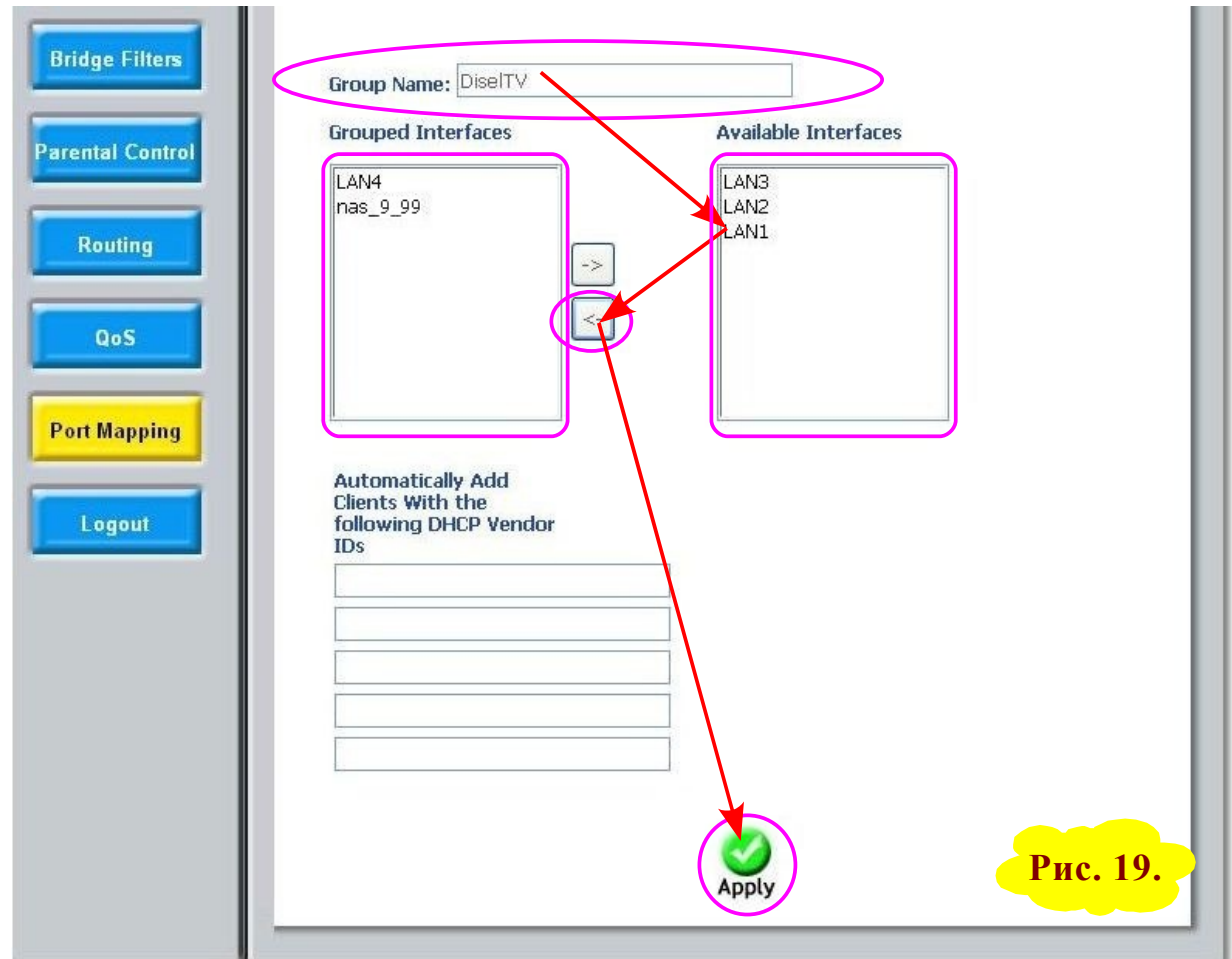 Bridge Filters
Parental Control
Routing
QoS
Port Mapping
Logout
Group Name: DiselTV
Grouped Interfaces
Available Interfaces
LAN4
nas_9_99
->
<-
LAN3
LAN2
LAN1
Automatically Add
Clients With the
following DHCP Vendor
IDs
Apply
Рис. 19.